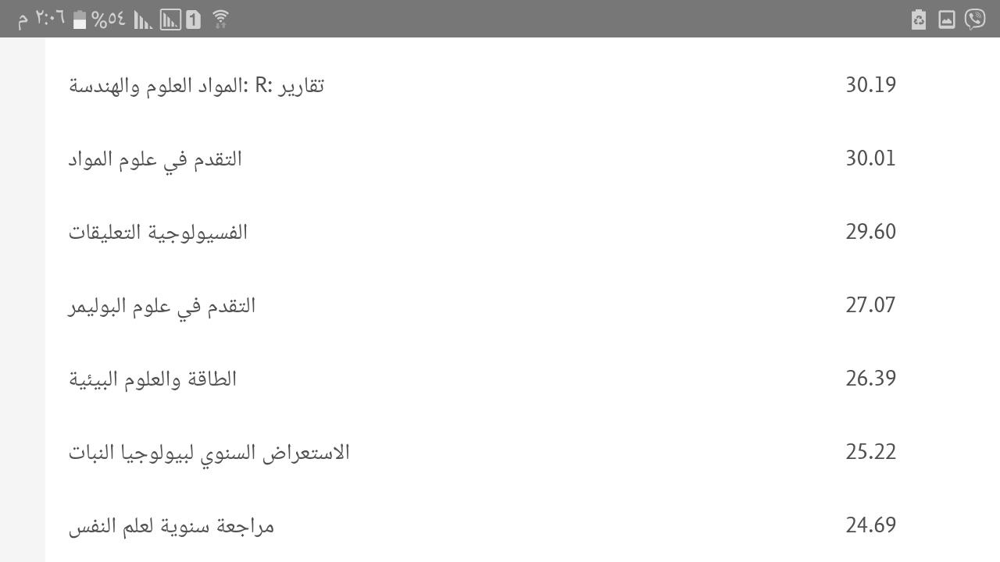 ٢:٠٦ م %٥٤ 1
المواد العلوم والهندسة: R: تقارير 30.19
التقدم في علوم المواد 30.01
الفسيولوجية التعليقات 29.60
التقدم في علوم البوليمر 27.07
الطاقة والعلوم البيئية 26.39
الاستعراض السنوي لبيولوجيا النبات 25.22
مراجعة سنوية لعلم النفس 24.69